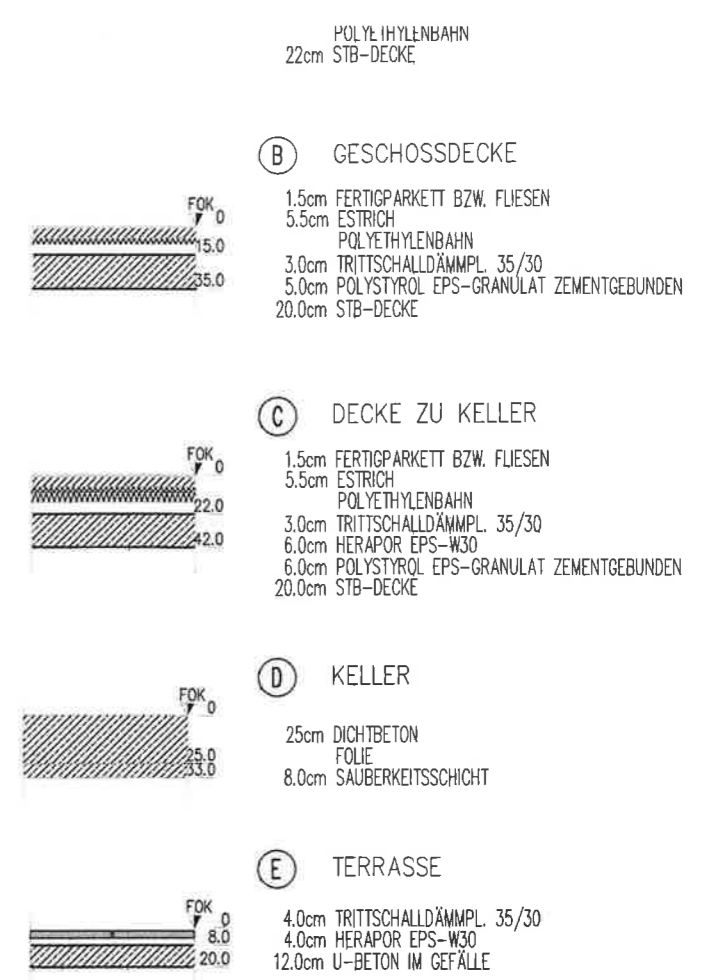 POLYETHYLENBAHN
22cm STB-DECKE
B GESCHOSSDECKE
FOK 0
15.0
35.0
1.5cm FERTIGPARKETT BZW. FLIESEN
5.5cm ESTRICH
POLYETHYLENBAHN
3.0cm TRITTSCHALLDÄMMPL. 35/30
5.0cm POLYSTYROL EPS-GRANULAT ZEMENTGEBUNDEN
20.0cm STB-DECKE
C DECKE ZU KELLER
FOK 0
22.0
42.0
1.5cm FERTIGPARKETT BZW. FLIESEN
5.5cm ESTRICH
POLYETHYLENBAHN
3.0cm TRITTSCHALLDÄMMPL. 35/30
6.0cm HERAPOR EPS-W30
6.0cm POLYSTYROL EPS-GRANULAT ZEMENTGEBUNDEN
20.0cm STB-DECKE
D KELLER
FOK 0
25.0
33.0
25cm DICHTBETON
FOLIE
8.0cm SAUBERKEITSSCHICHT
E TERRASSE
FOK 0
8.0
20.0
4.0cm TRITTSCHALLDÄMMPL. 35/30
4.0cm HERAPOR EPS-W30
12.0cm U-BETON IM GEFÄLLE